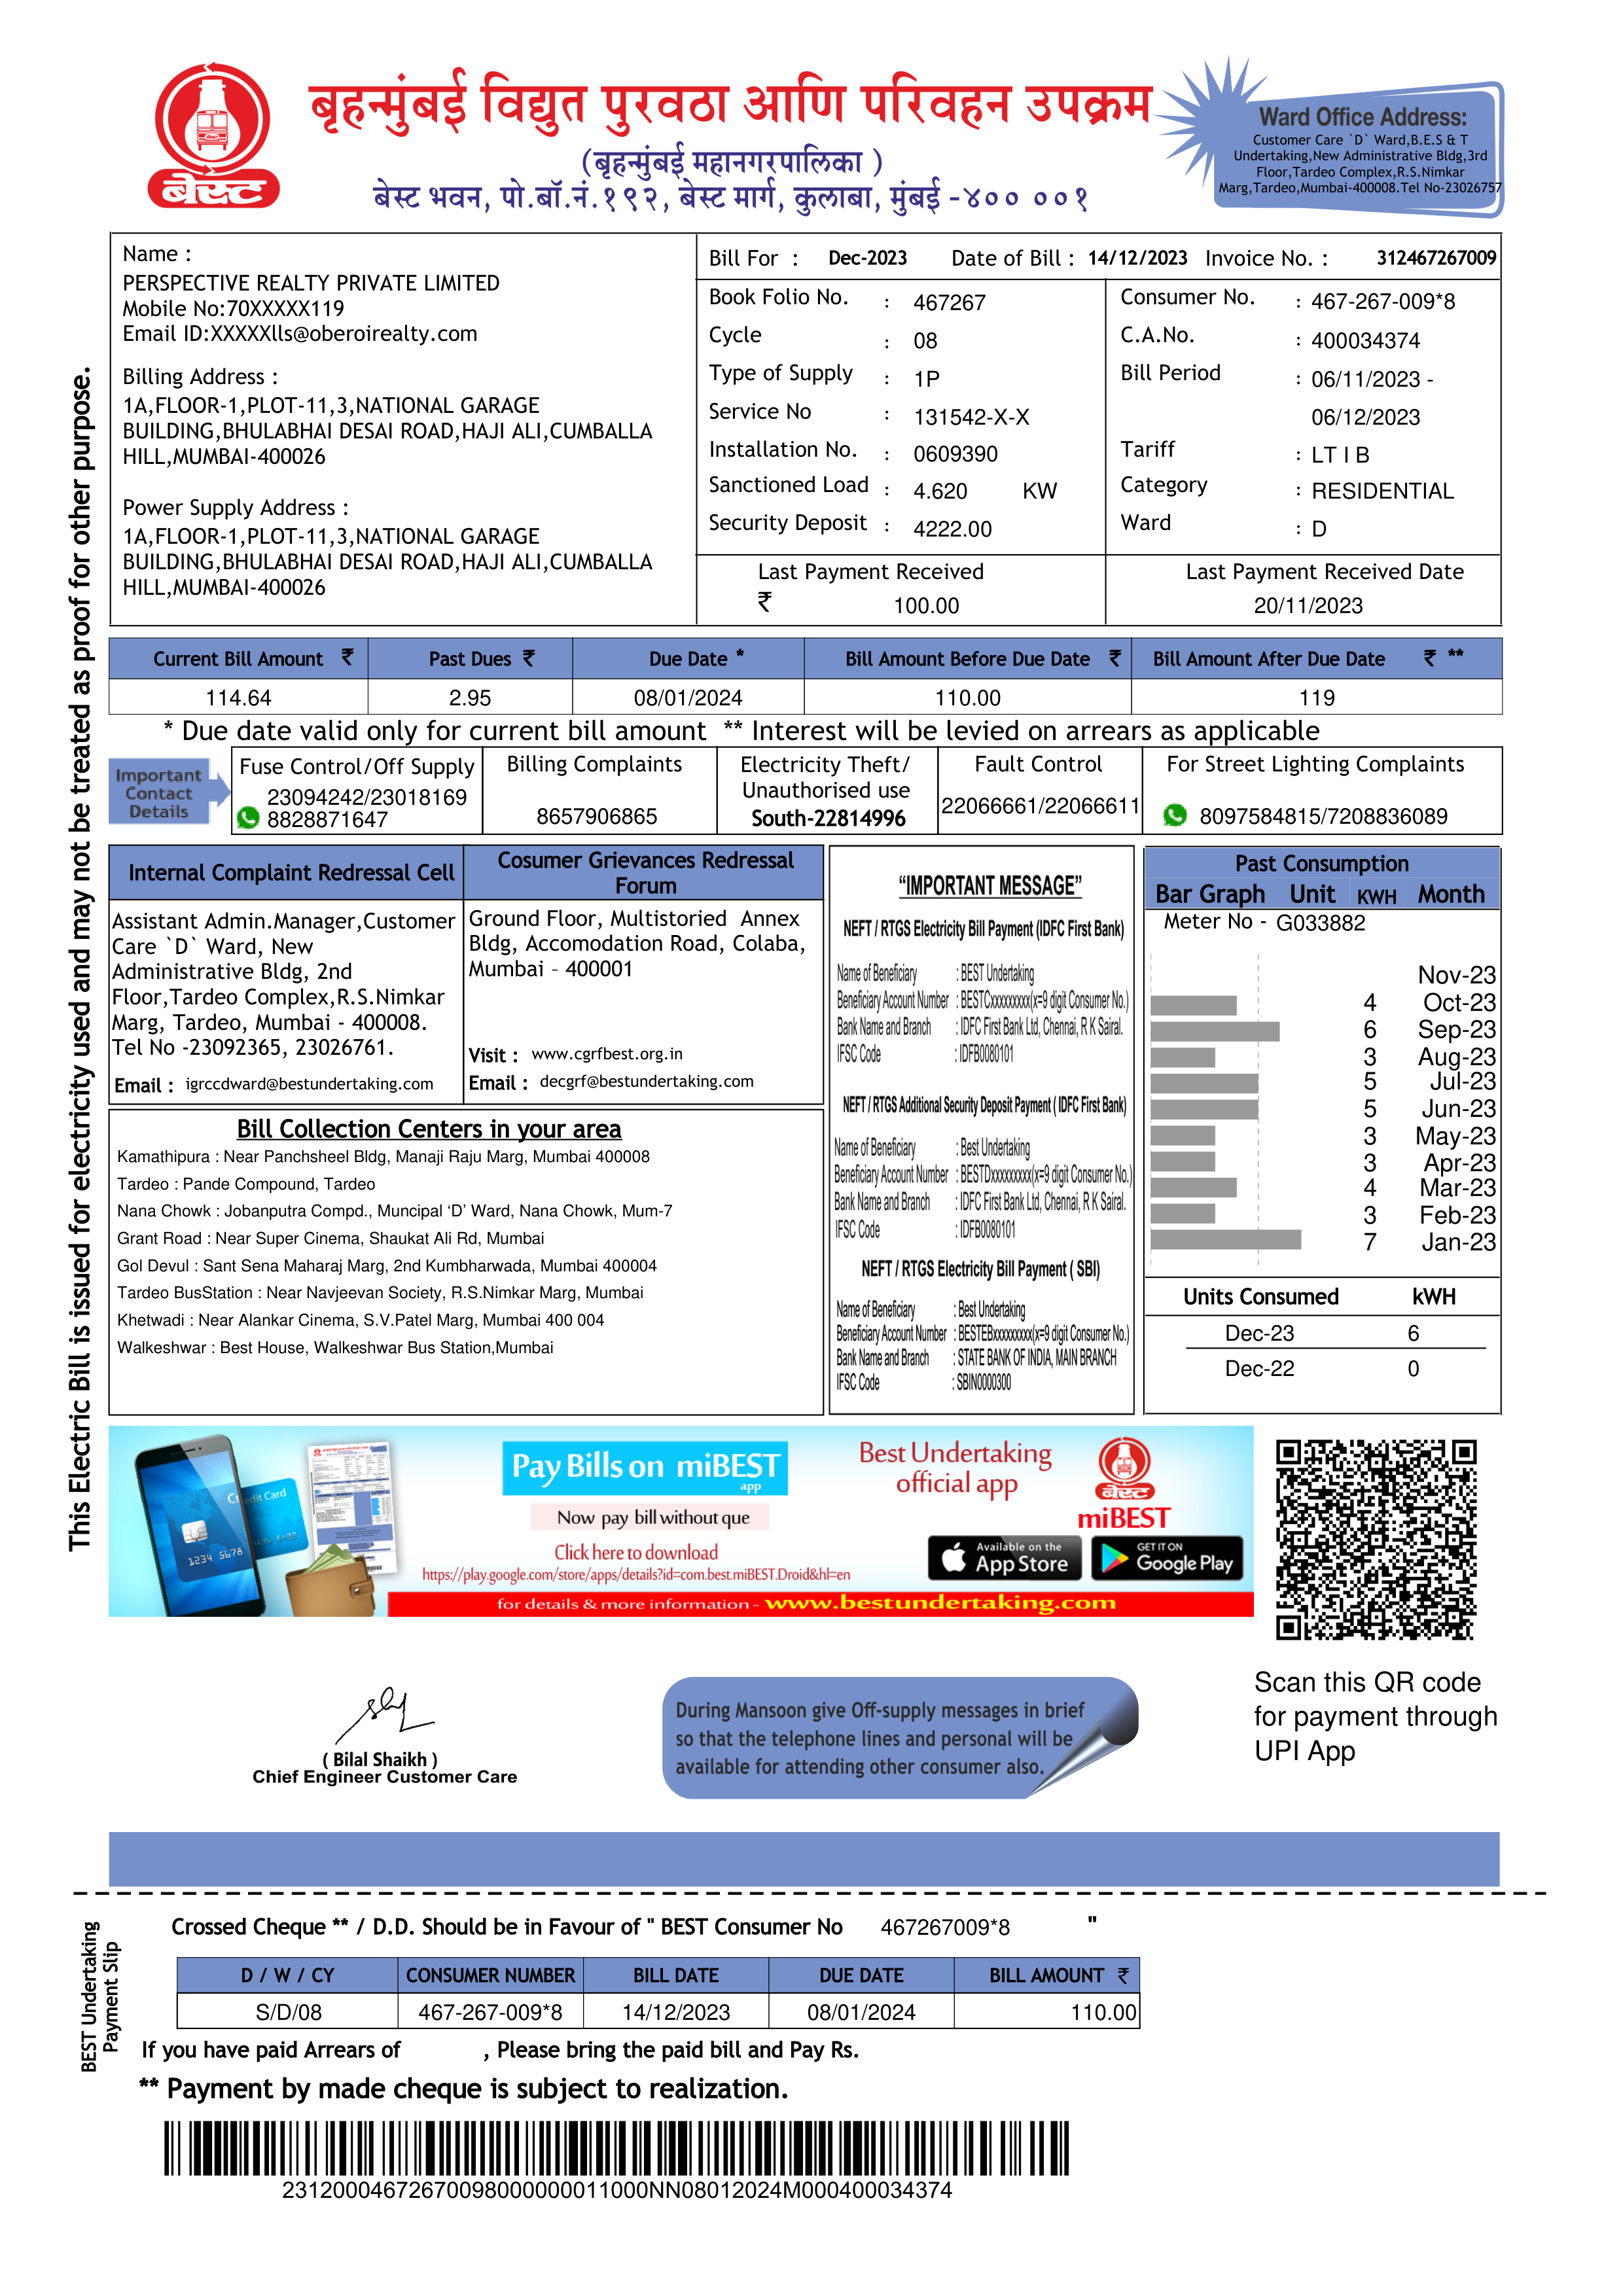 बृहन्मुंबई विद्युत पुरवठा आणि परिवहन उपक्रम
(बृहन्मुंबई महानगरपालिका )
बेस्ट भवन, पो.बॉ.नं.१९२, बेस्ट मार्ग, कुलाबा, मुंबई -४०० ००१
बेस्ट
Ward Office Address:
Customer Care `D` Ward,B.E.S & T
Undertaking,New Administrative Bldg,3rd
Floor,Tardeo Complex,R.S.Nimkar
Marg,Tardeo,Mumbai-400008.Tel No-23026757
This Electric Bill is issued for electricity used and may not be treated as proof for other purpose.
Name :
PERSPECTIVE REALTY PRIVATE LIMITED
Mobile No:70XXXXX119
Email ID:XXXXXlls@oberoirealty.com
Billing Address :
1A,FLOOR-1,PLOT-11,3,NATIONAL GARAGE
BUILDING,BHULABHAI DESAI ROAD,HAJI ALI,CUMBALLA
HILL,MUMBAI-400026
Power Supply Address :
1A,FLOOR-1,PLOT-11,3,NATIONAL GARAGE
BUILDING,BHULABHAI DESAI ROAD,HAJI ALI,CUMBALLA
HILL,MUMBAI-400026
Bill For : Dec-2023 Date of Bill : 14/12/2023 Invoice No. : 312467267009
Book Folio No. : 467267
Cycle : 08
Type of Supply : 1P
Service No : 131542-X-X
Installation No. : 0609390
Sanctioned Load : 4.620 KW
Security Deposit : 4222.00
Consumer No. : 467-267-009*8
C.A.No. : 400034374
Bill Period : 06/11/2023 -
06/12/2023
Tariff : LT I B
Category : RESIDENTIAL
Ward : D
Last Payment Received
₹ 100.00
Last Payment Received Date
20/11/2023
Current Bill Amount ₹ Past Dues ₹ Due Date * Bill Amount Before Due Date ₹ Bill Amount After Due Date ₹ **
114.64 2.95 08/01/2024 110.00 119
* Due date valid only for current bill amount ** Interest will be levied on arrears as applicable
Important
Contact
Details
Fuse Control/Off Supply
23094242/23018169
8828871647
Billing Complaints
8657906865
Electricity Theft/
Unauthorised use
South-22814996
Fault Control
22066661/22066611
For Street Lighting Complaints
8097584815/7208836089
Internal Complaint Redressal Cell
Assistant Admin.Manager,Customer
Care `D` Ward, New
Administrative Bldg, 2nd
Floor,Tardeo Complex,R.S.Nimkar
Marg, Tardeo, Mumbai - 400008.
Tel No -23092365, 23026761.
Email : igrccdward@bestundertaking.com
Cosumer Grievances Redressal
Forum
Ground Floor, Multistoried Annex
Bldg, Accomodation Road, Colaba,
Mumbai – 400001
Visit : www.cgrfbest.org.in
Email : decgrf@bestundertaking.com
Bill Collection Centers in your area
Kamathipura : Near Panchsheel Bldg, Manaji Raju Marg, Mumbai 400008
Tardeo : Pande Compound, Tardeo
Nana Chowk : Jobanputra Compd., Muncipal ‘D’ Ward, Nana Chowk, Mum-7
Grant Road : Near Super Cinema, Shaukat Ali Rd, Mumbai
Gol Devul : Sant Sena Maharaj Marg, 2nd Kumbharwada, Mumbai 400004
Tardeo BusStation : Near Navjeevan Society, R.S.Nimkar Marg, Mumbai
Khetwadi : Near Alankar Cinema, S.V.Patel Marg, Mumbai 400 004
Walkeshwar : Best House, Walkeshwar Bus Station,Mumbai
“IMPORTANT MESSAGE”
NEFT / RTGS Electricity Bill Payment (IDFC First Bank)
Name of Beneficiary : BEST Undertaking
Beneficiary Account Number : BESTCxxxxxxxxx(x=9 digit Consumer No.)
Bank Name and Branch : IDFC First Bank Ltd, Chennai, R K Sairal.
IFSC Code : IDFB0080101
NEFT / RTGS Additional Security Deposit Payment ( IDFC First Bank)
Name of Beneficiary : Best Undertaking
Beneficiary Account Number : BESTDxxxxxxxxx(x=9 digit Consumer No.)
Bank Name and Branch : IDFC First Bank Ltd, Chennai, R K Sairal.
IFSC Code : IDFB0080101
NEFT / RTGS Electricity Bill Payment ( SBI)
Name of Beneficiary : Best Undertaking
Beneficiary Account Number : BESTEBxxxxxxxxx(x=9 digit Consumer No.)
Bank Name and Branch : STATE BANK OF INDIA, MAIN BRANCH
IFSC Code : SBIN0000300
Past Consumption
Bar Graph Unit KWH Month
Meter No - G033882
Nov-23
4 Oct-23
6 Sep-23
3 Aug-23
5 Jul-23
5 Jun-23
3 May-23
3 Apr-23
4 Mar-23
3 Feb-23
7 Jan-23
Units Consumed kWH
Dec-23 6
Dec-22 0
Credit Card
1234 5678
Pay Bills on miBEST
app
Now pay bill without que
Click here to download
https://play.google.com/store/apps/details?id=com.best.miBEST.Droid&hl=en
Best Undertaking
official app
बेस्ट
miBEST
Available on the
App Store
GET IT ON
Google Play
for details & more information - www.bestundertaking.com
Scan this QR code
for payment through
UPI App
( Bilal Shaikh )
Chief Engineer Customer Care
During Mansoon give Off-supply messages in brief
so that the telephone lines and personal will be
available for attending other consumer also.
BEST Undertaking
Payment Slip
Crossed Cheque ** / D.D. Should be in Favour of " BEST Consumer No 467267009*8 "
D / W / CY CONSUMER NUMBER BILL DATE DUE DATE BILL AMOUNT ₹
S/D/08 467-267-009*8 14/12/2023 08/01/2024 110.00
If you have paid Arrears of , Please bring the paid bill and Pay Rs.
** Payment by made cheque is subject to realization.
23120004672670098000000011000NN08012024M000400034374